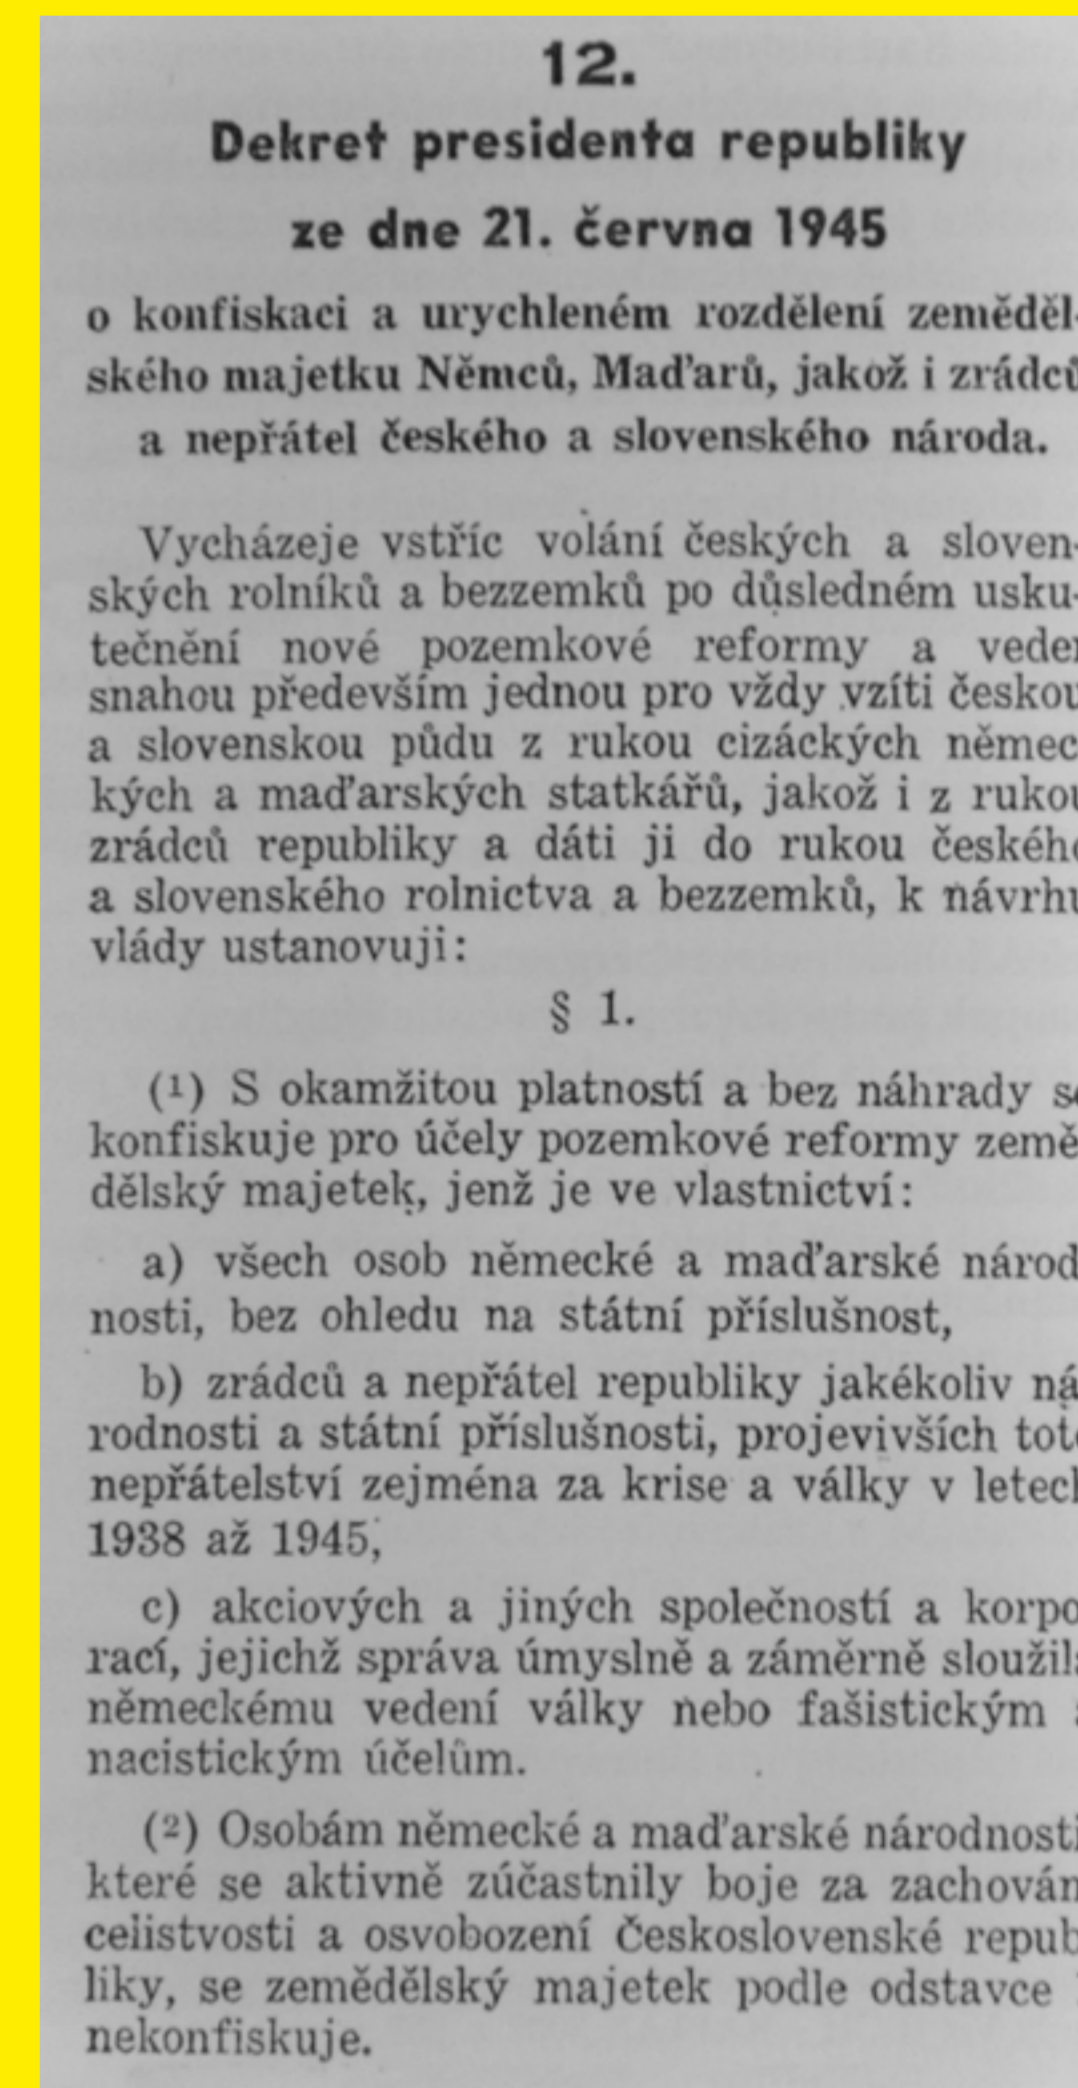 12.
Dekret presidenta republiky
ze dne 21. června 1945
o konfiskaci a urychleném rozdělení zeměděl-
ského majetku Němců, Maďarů, jakož i zrádců
a nepřátel českého a slovenského národa.
Vycházeje vstříc volání českých a sloven-
ských rolníků a bezzemků po důsledném usku-
tečnění nové pozemkové reformy a veden
snahou především jednou pro vždy vzíti českou
a slovenskou půdu z rukou cizáckých němec
kých a maďarských statkářů, jakož i z rukou
zrádců republiky a dáti ji do rukou českého
a slovenského rolnictva a bezzemků, k návrhu
vlády ustanovuji:
§ 1.
(1) S okamžitou platností a bez náhrady se
konfiskuje pro účely pozemkové reformy země-
dělský majetek, jenž je ve vlastnictví:
a) všech osob německé a maďarské národ
nosti, bez ohledu na státní příslušnost,
b) zrádců a nepřátel republiky jakékoliv ná-
rodnosti a státní příslušnosti, projevivších toto
nepřátelství zejména za krise a války v letech
1938 až 1945,
c) akciových a jiných společností a korpo
rací, jejichž správa úmyslně a záměrně sloužila
německému vedení války nebo fašistickým a
nacistickým účelům.
(2) Osobám německé a maďarské národnosti
které se aktivně zúčastnily boje za zachován
celistvosti a osvobození Československé repub
liky, se zemědělský majetek podle odstavce
nekonfiskuje.